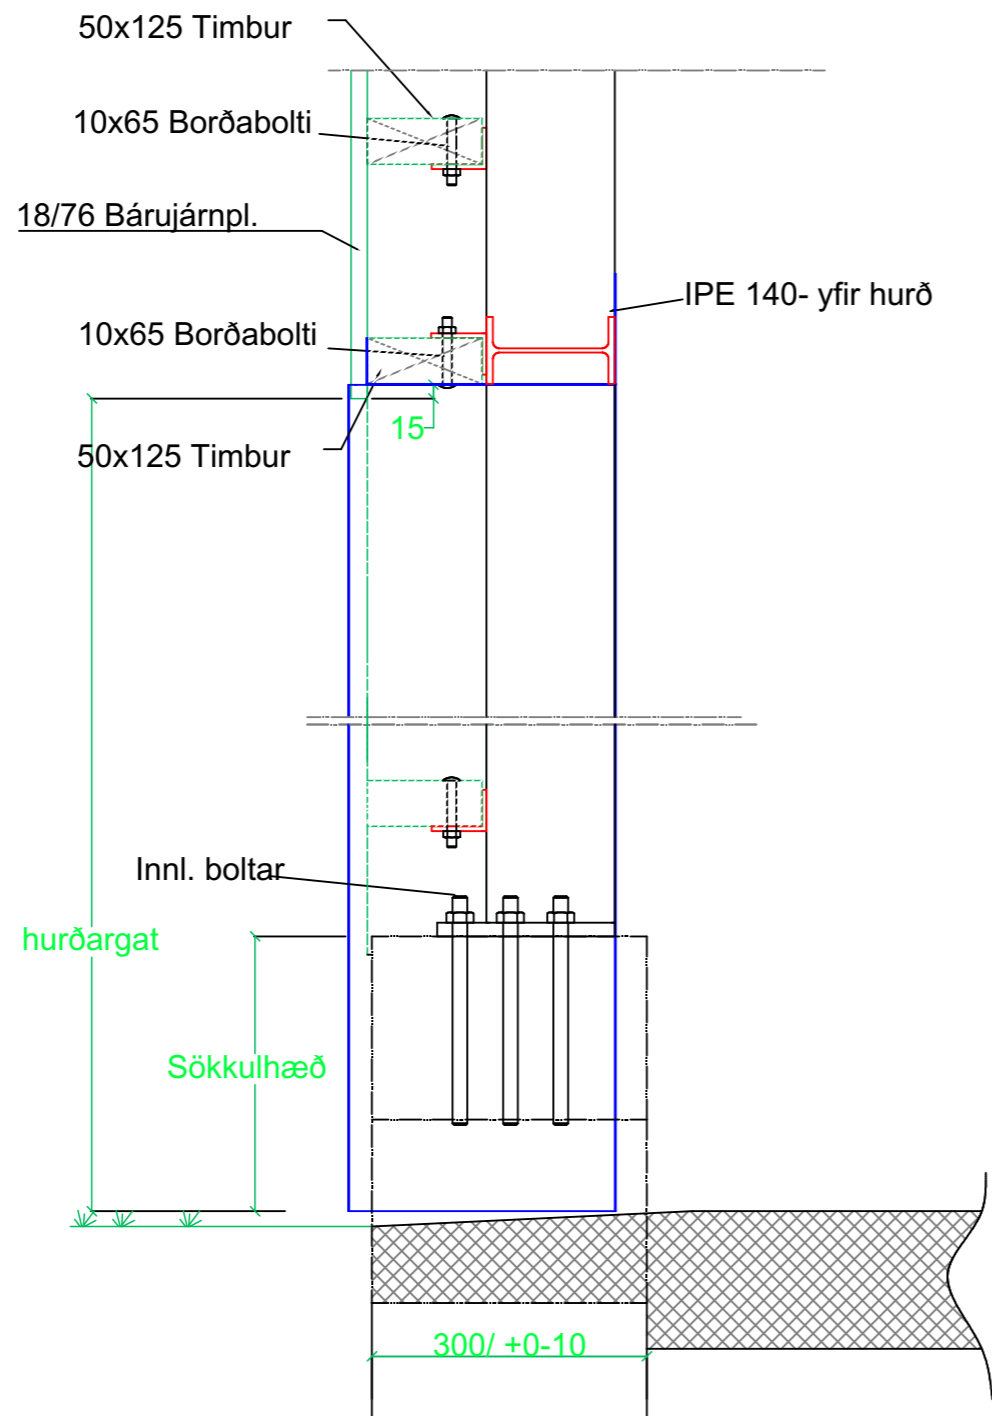 50x125 Timbur
10x65 Borðabolti
18/76 Bárujárnpl.
IPE 140- yfir hurð
10x65 Borðabolti
15
50x125 Timbur
Innl. boltar
hurðargat
Sökkulhæð
300/ +0-10